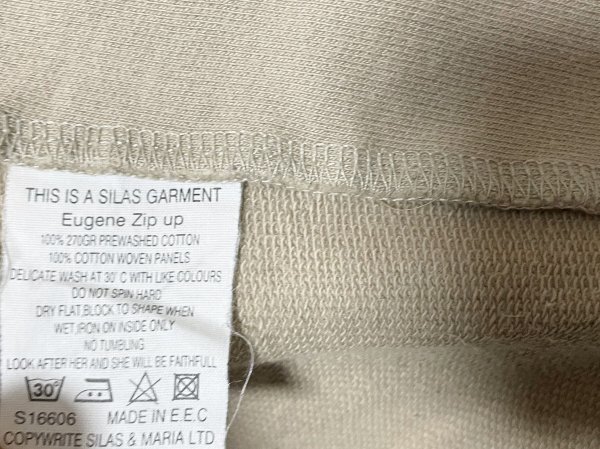 THIS IS A SILAS GARMENT
Eugene Zip up
100% 270GR PREWASHED COTTON
100% COTTON WOVEN PANELS
DELICATE WASH AT 30° C WITH LIKE COLOURS
DO NOT SPIN HARD
DRY FLAT,BLOCK TO SHAPE WHEN
WET,IRON ON INSIDE ONLY
NO TUMBLING
LOOK AFTER HER AND SHE WILL BE FAITHFULL
30°
S16606 MADE IN E.E.C
COPYWRITE SILAS & MARIA LTD